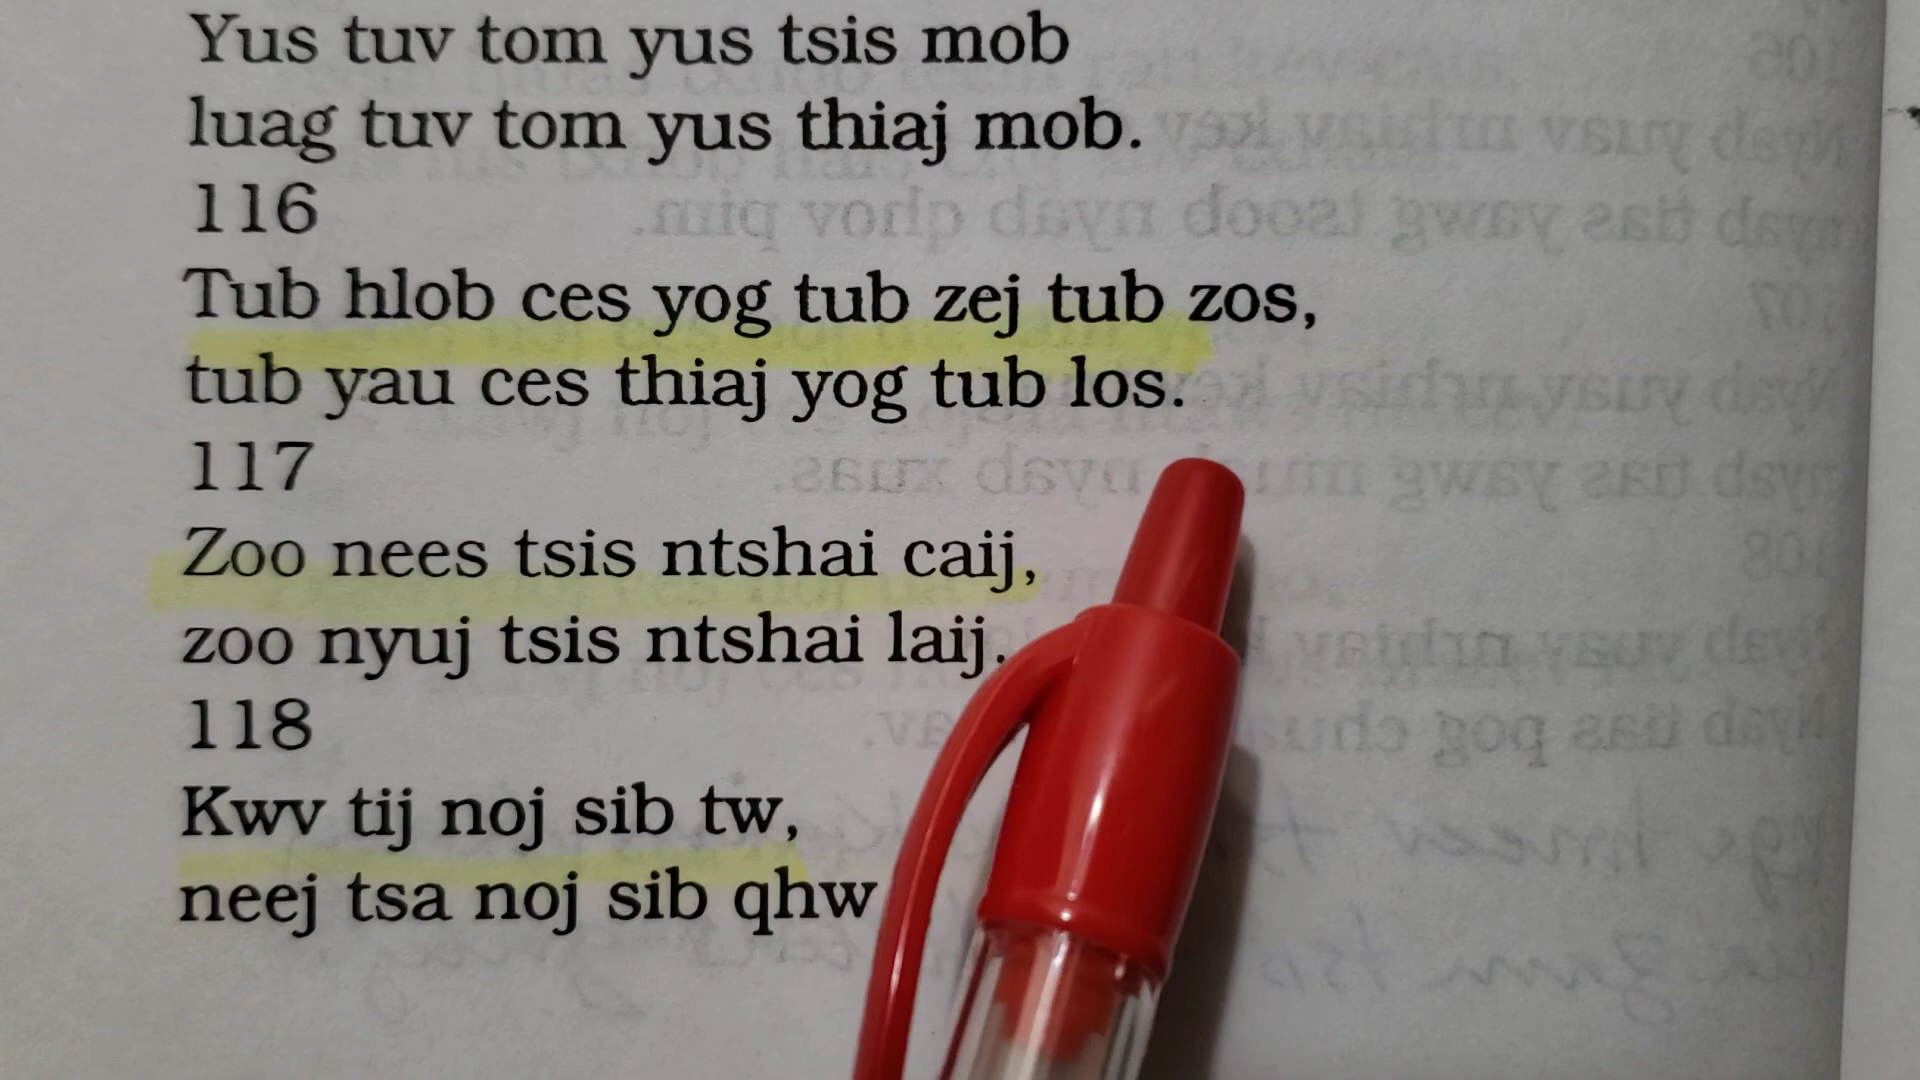 Yus tuv tom yus tsis mob
luag tuv tom yus thiaj mob.
116
Tub hlob ces yog tub zej tub zos,
tub yau ces thiaj yog tub los.
117
Zoo nees tsis ntshai caij,
zoo nyuj tsis ntshai laij.
118
Kwv tij noj sib tw,
neej tsa noj sib qhw